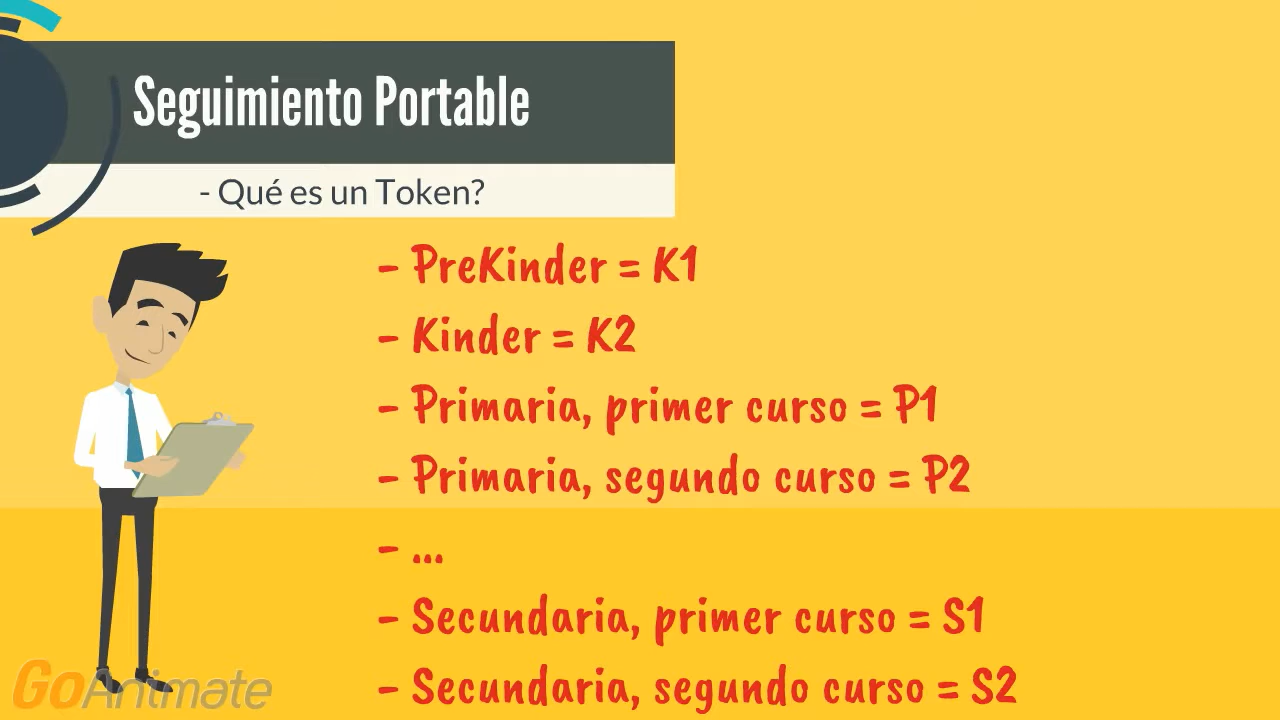 Seguimiento Portable
- Qué es un Token?
- PreKinder = K1
- Kinder = K2
- Primaria, primer curso = P1
- Primaria, segundo curso = P2
- ...
- Secundaria, primer curso = S1
- Secundaria, segundo curso = S2
GoAnimate